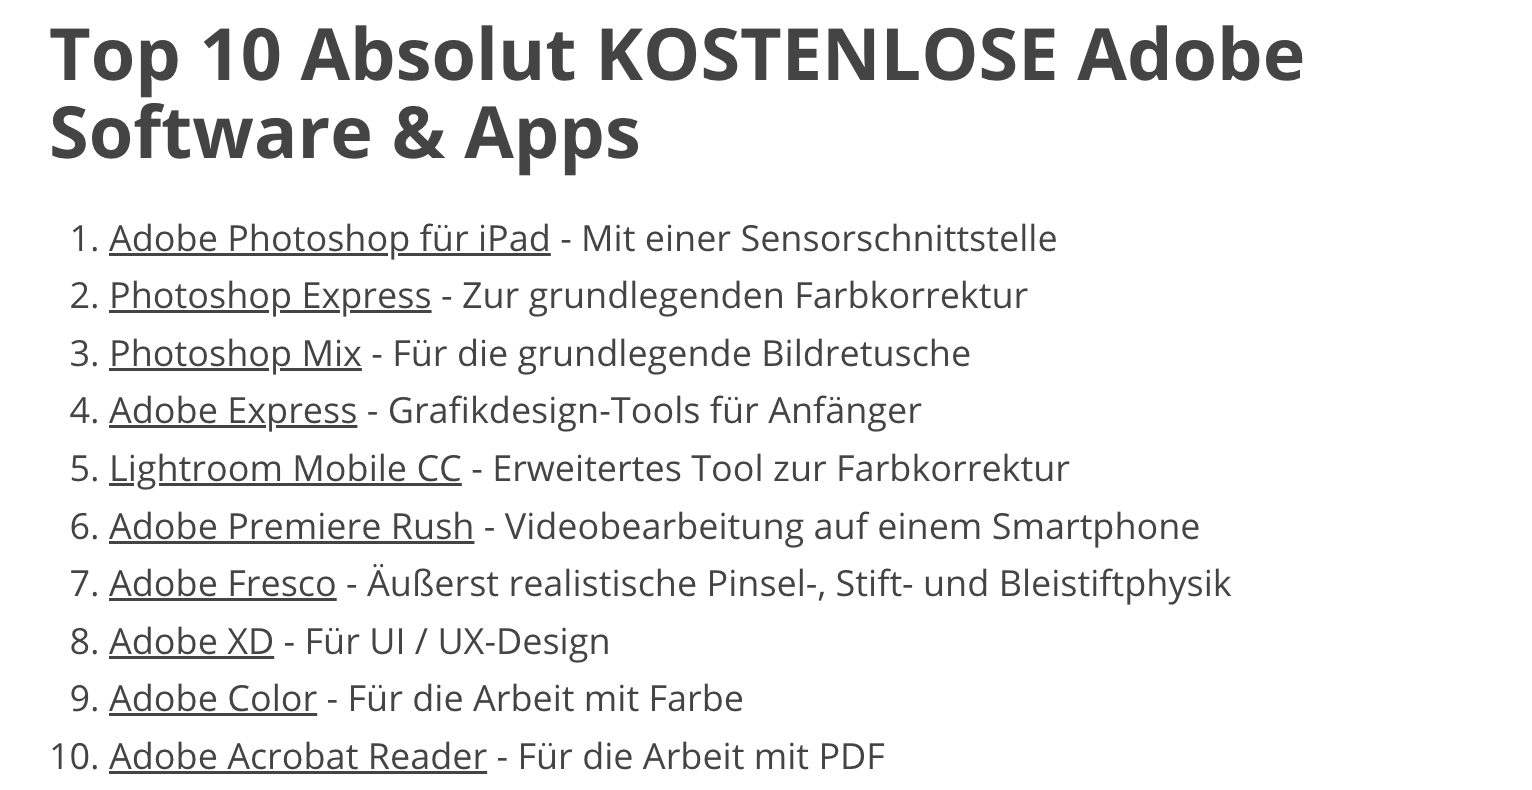 Top 10 Absolut KOSTENLOSE Adobe
Software & Apps
1. Adobe Photoshop für iPad - Mit einer Sensorschnittstelle
2. Photoshop Express - Zur grundlegenden Farbkorrektur
3. Photoshop Mix - Für die grundlegende Bildretusche
4. Adobe Express - Grafikdesign-Tools für Anfänger
5. Lightroom Mobile CC - Erweitertes Tool zur Farbkorrektur
6. Adobe Premiere Rush - Videobearbeitung auf einem Smartphone
7. Adobe Fresco - Äußerst realistische Pinsel-, Stift- und Bleistiftphysik
8. Adobe XD - Für UI / UX-Design
9. Adobe Color - Für die Arbeit mit Farbe
10. Adobe Acrobat Reader - Für die Arbeit mit PDF